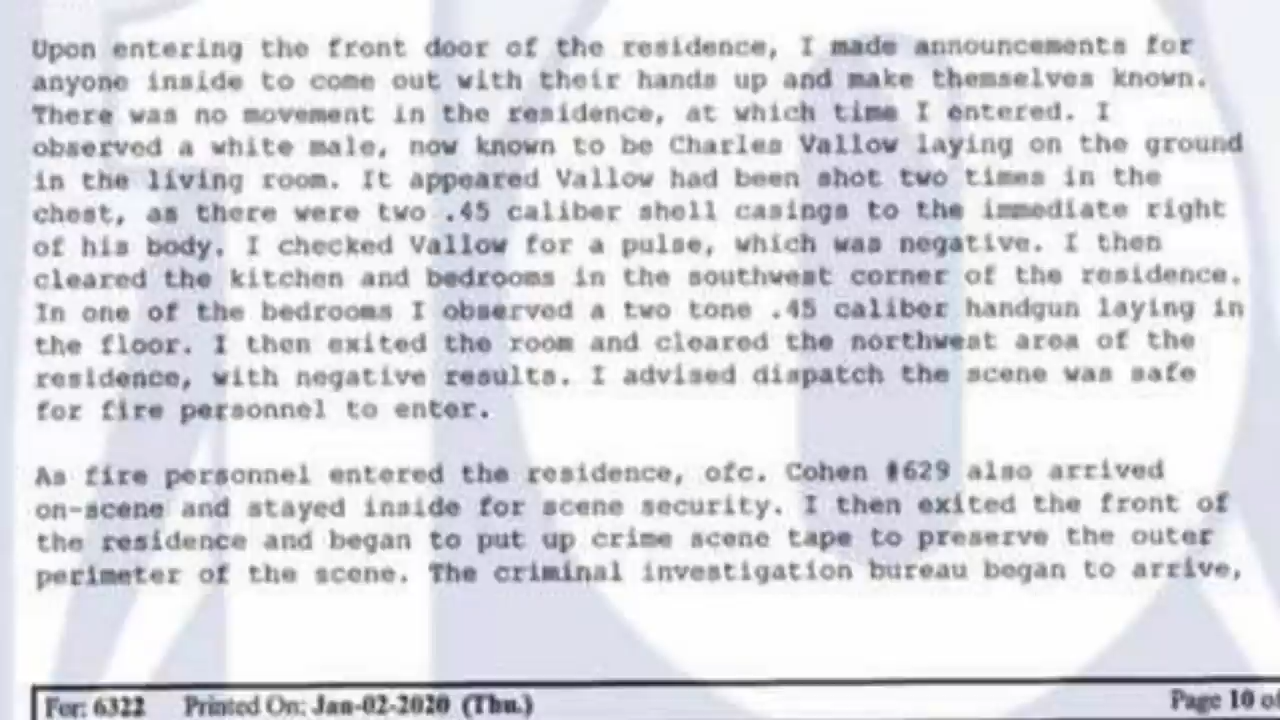 Upon entering the front door of the residence, I made announcements for
anyone inside to come out with their hands up and make themselves known.
There was no movement in the residence, at which time I entered. I
observed a white male, now known to be Charles Vallow laying on the ground
in the living room. It appeared Vallow had been shot two times in the
chest, as there were two .45 caliber shell casings to the immediate right
of his body. I checked Vallow for a pulse, which was negative. I then
cleared the kitchen and bedrooms in the southwest corner of the residence.
In one of the bedrooms I observed a two tone .45 caliber handgun laying in
the floor. I then exited the room and cleared the northwest area of the
residence, with negative results. I advised dispatch the scene was safe
for fire personnel to enter.
As fire personnel entered the residence, ofc. Cohen #629 also arrived
on-scene and stayed inside for scene security. I then exited the front of
the residence and began to put up crime scene tape to preserve the outer
perimeter of the scene. The criminal investigation bureau began to arrive,
For: 6322 Printed On: Jan-02-2020 (Thu.) Page 10 of